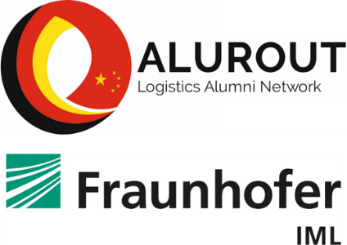 ALUROUT
Logistics Alumni Network
Fraunhofer
IML